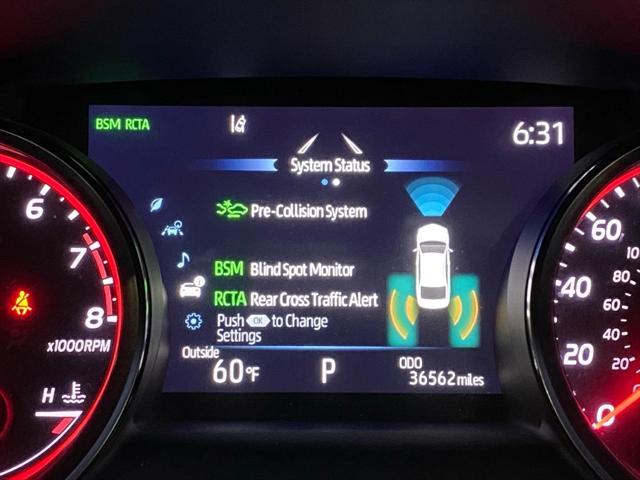 BSM RCTA
6:31
System Status
Pre-Collision System
BSM Blind Spot Monitor
RCTA Rear Cross Traffic Alert
Push OK to Change
Settings
Outside
60°F
P
ODO
36562 miles
6
7
8
x1000RPM
H
60
40
20
0
80
60
40
20